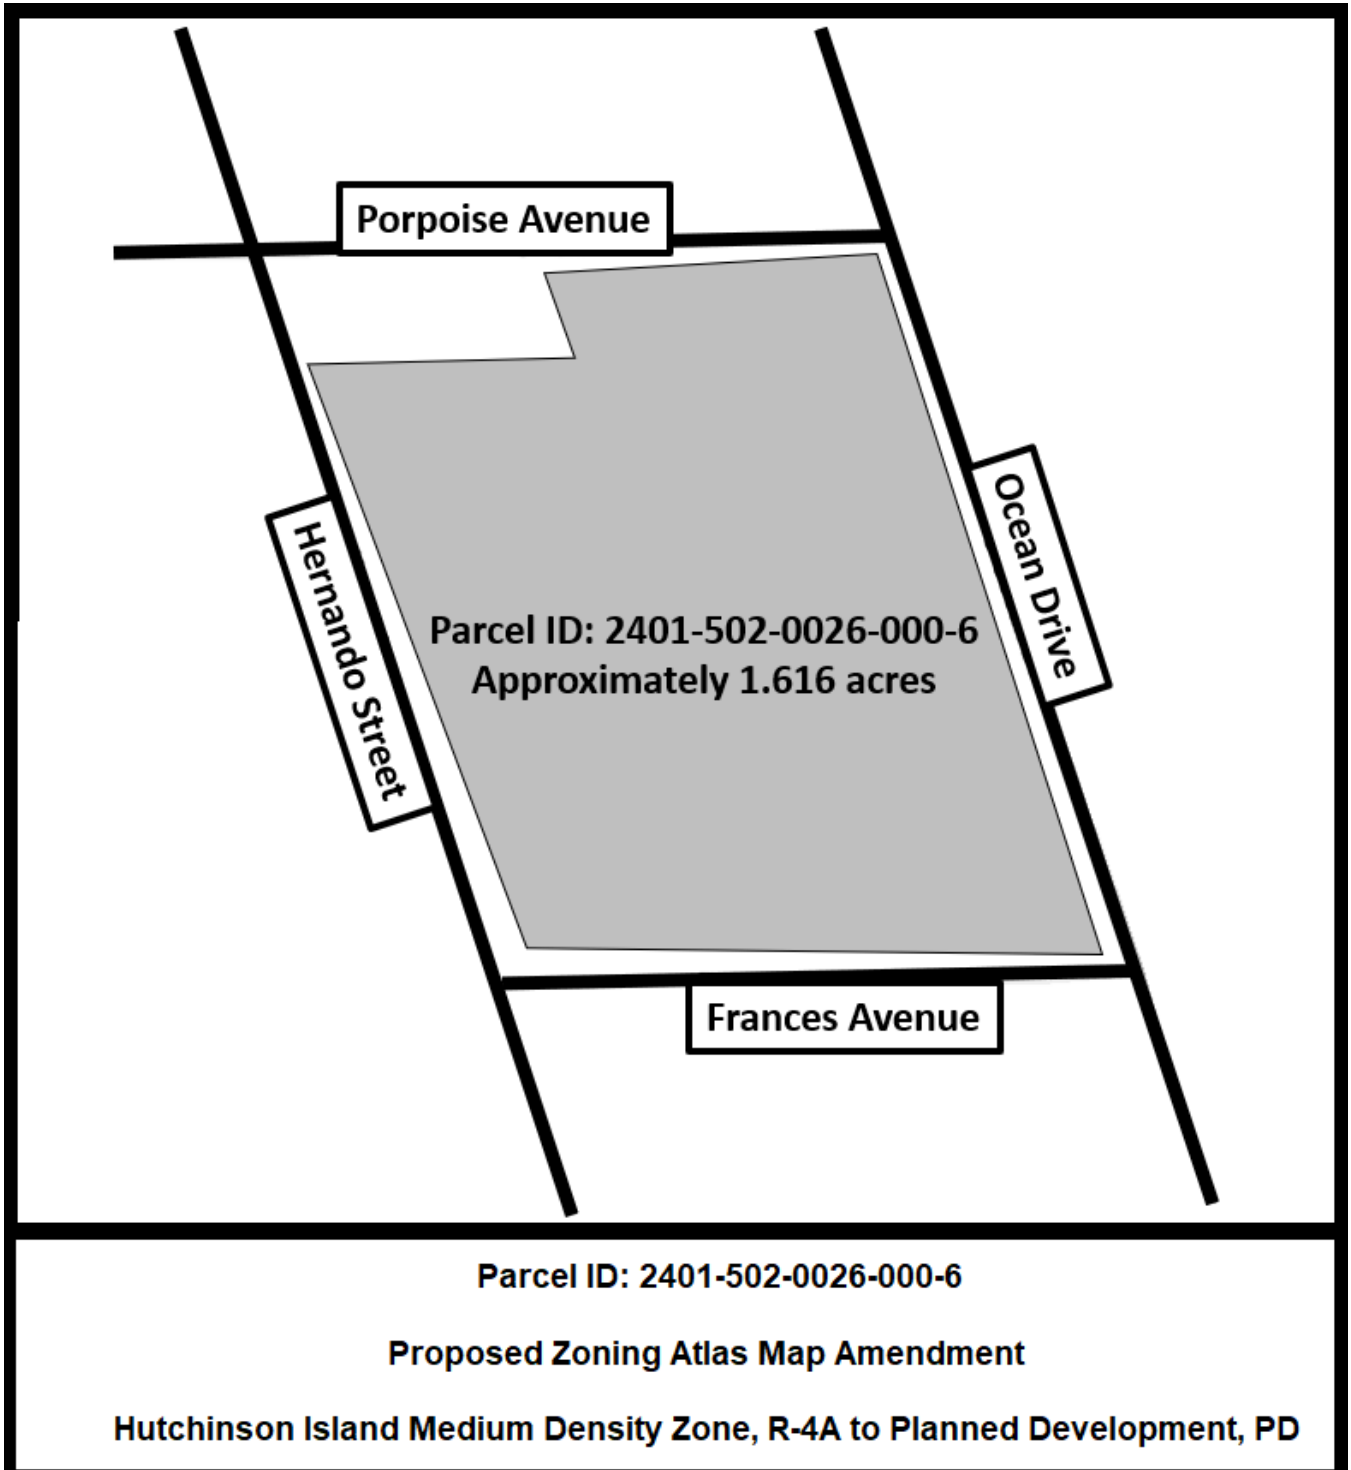 Porpoise Avenue
Hernando Street
Ocean Drive
Parcel ID: 2401-502-0026-000-6
Approximately 1.616 acres
Frances Avenue
Parcel ID: 2401-502-0026-000-6
Proposed Zoning Atlas Map Amendment
Hutchinson Island Medium Density Zone, R-4A to Planned Development, PD